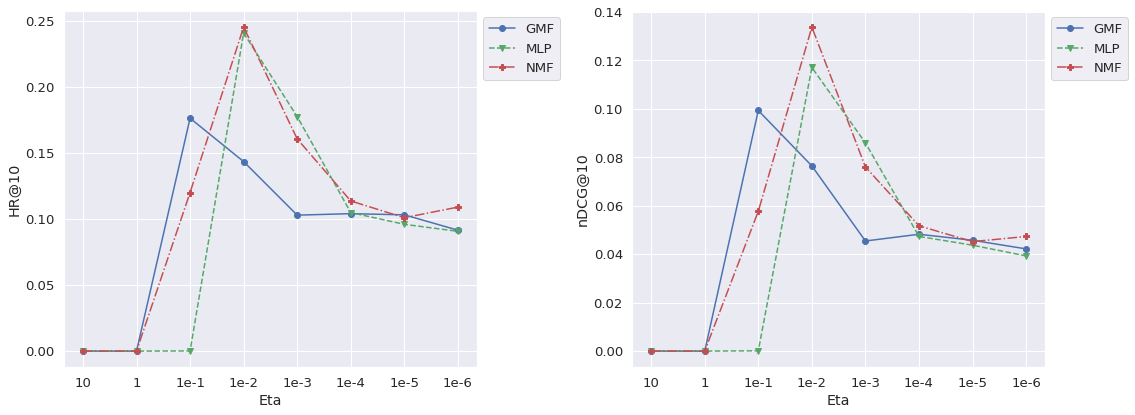 HR@10
0.25
0.20
0.15
0.10
0.05
0.00
10 1 1e-1 1e-2 1e-3 1e-4 1e-5 1e-6
Eta
GMF
MLP
NMF
nDCG@10
0.14
0.12
0.10
0.08
0.06
0.04
0.02
0.00
10 1 1e-1 1e-2 1e-3 1e-4 1e-5 1e-6
Eta
GMF
MLP
NMF